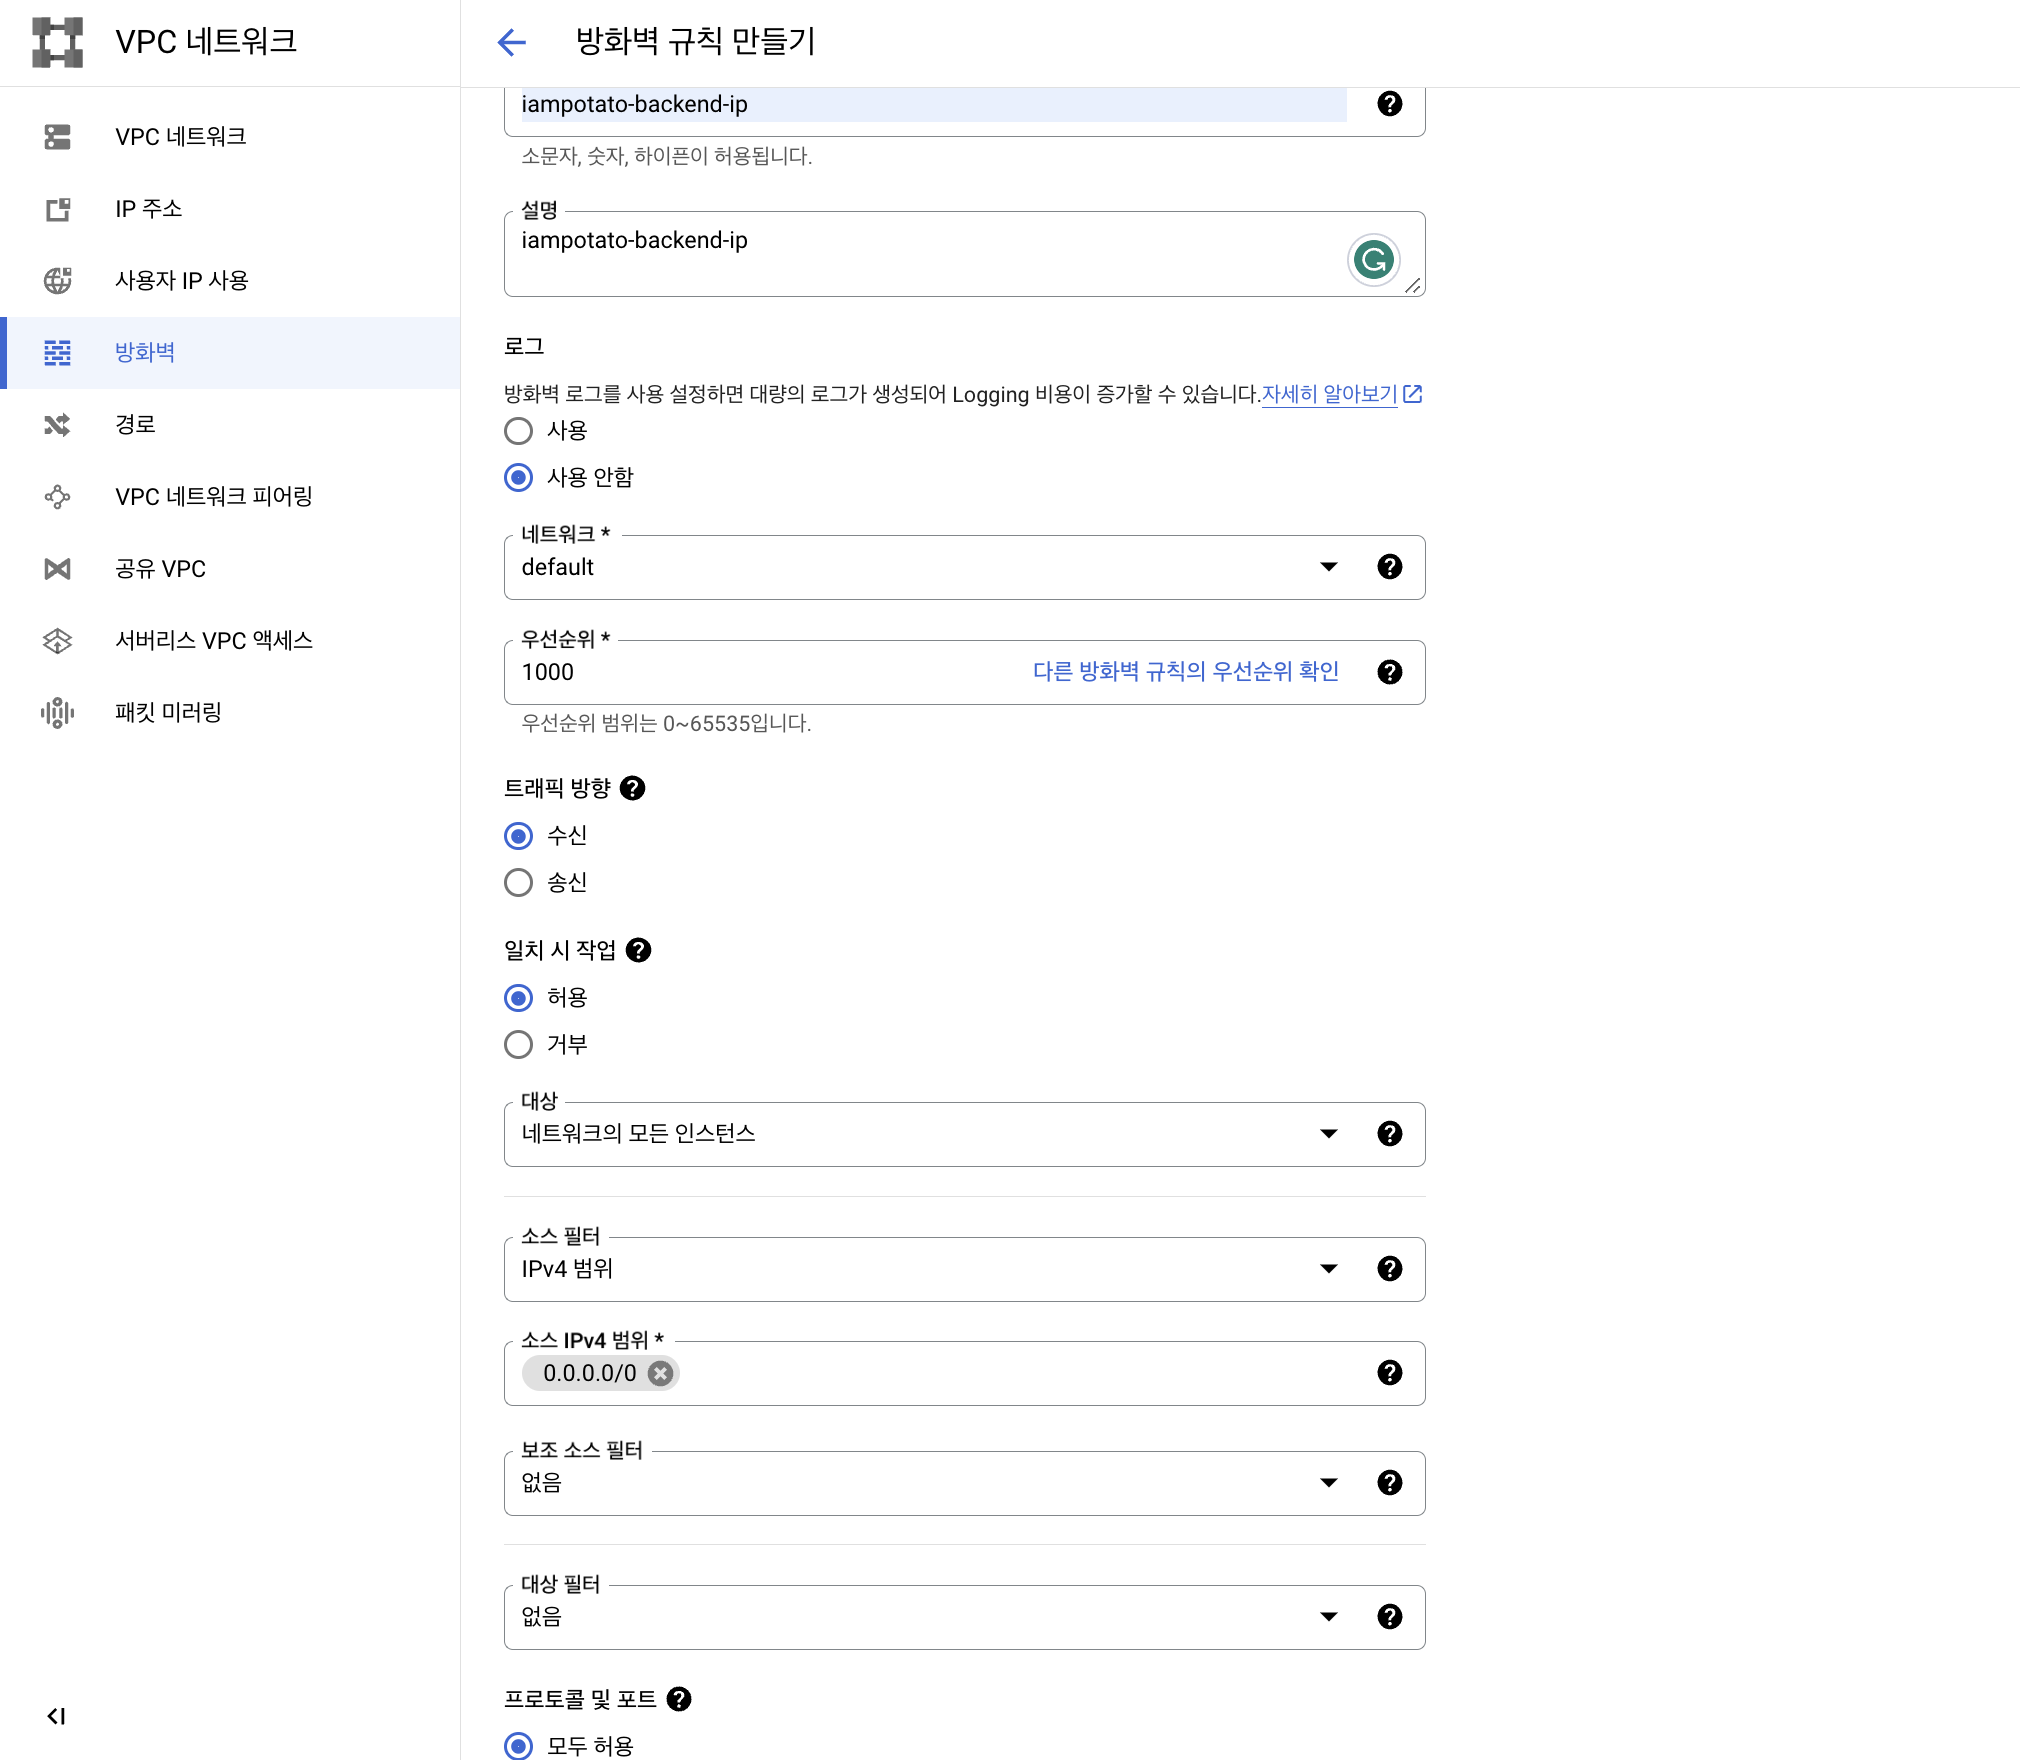 VPC 네트워크
방화벽 규칙 만들기
VPC 네트워크
IP 주소
사용자 IP 사용
방화벽
경로
VPC 네트워크 피어링
공유 VPC
서버리스 VPC 액세스
패킷 미러링
iampotato-backend-ip
소문자, 숫자, 하이픈이 허용됩니다.
설명
iampotato-backend-ip
로그
방화벽 로그를 사용 설정하면 대량의 로그가 생성되어 Logging 비용이 증가할 수 있습니다.자세히 알아보기
사용
사용 안함
네트워크 *
default
우선순위 *
1000 다른 방화벽 규칙의 우선순위 확인
우선순위 범위는 0~65535입니다.
트래픽 방향
수신
송신
일치 시 작업
허용
거부
대상
네트워크의 모든 인스턴스
소스 필터
IPv4 범위
소스 IPv4 범위 *
0.0.0.0/0
보조 소스 필터
없음
대상 필터
없음
프로토콜 및 포트
모두 허용